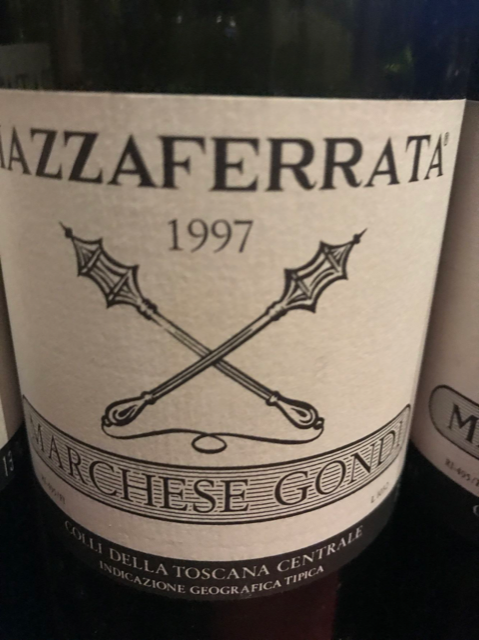 MAZZAFERRATA®
1997
MARCHESE GONDI
COLLI DELLA TOSCANA CENTRALE
INDICAZIONE GEOGRAFICA TIPICA